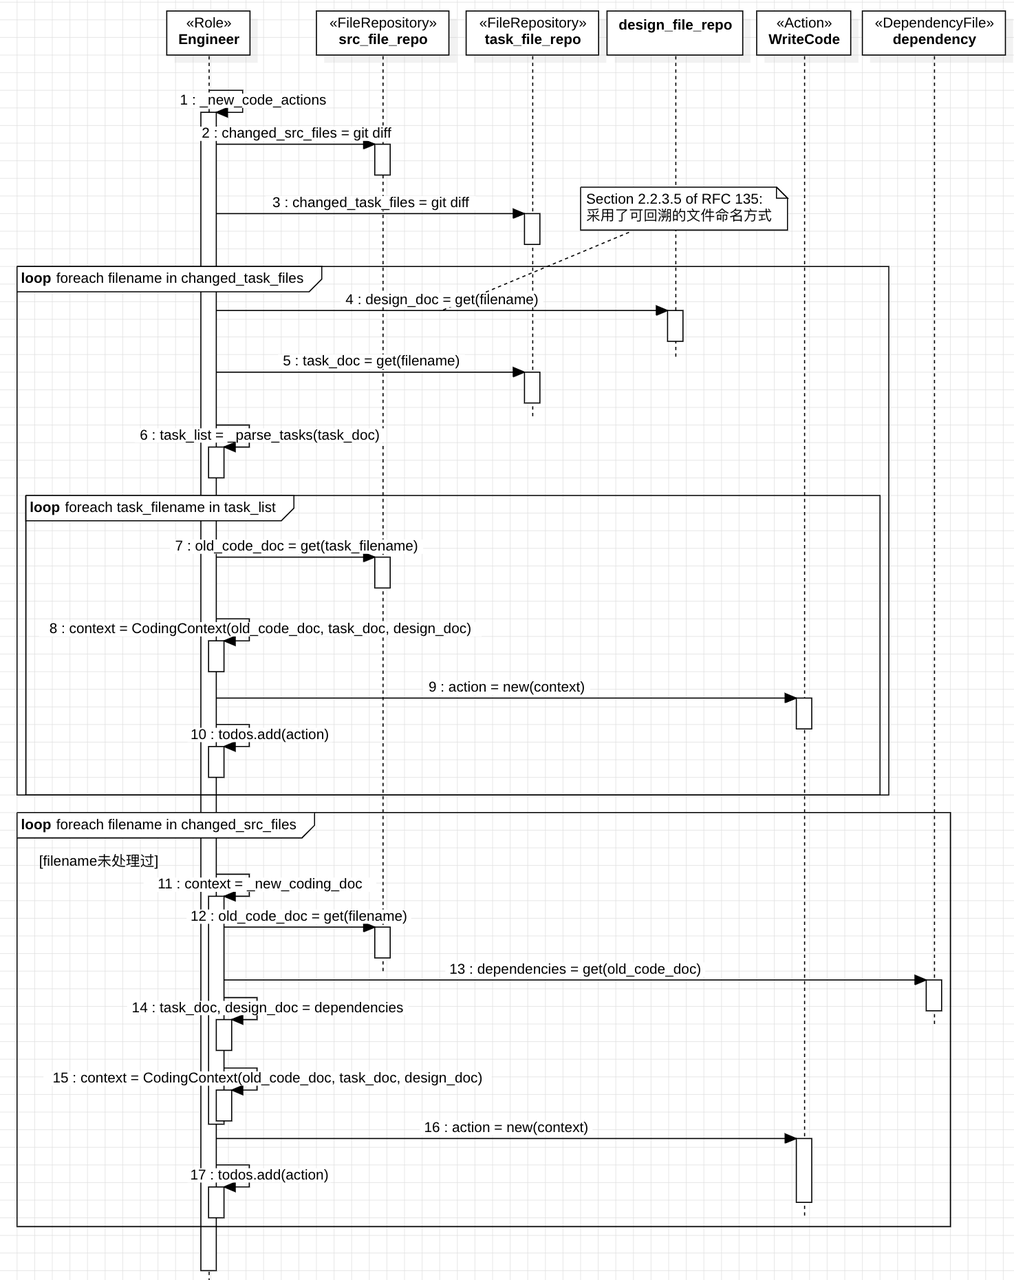 «Role»
Engineer
«FileRepository»
src_file_repo
«FileRepository»
task_file_repo
design_file_repo
«Action»
WriteCode
«DependencyFile»
dependency
1 : _new_code_actions
2 : changed_src_files = git diff
3 : changed_task_files = git diff
Section 2.2.3.5 of RFC 135:
采用了可回溯的文件命名方式
loop foreach filename in changed_task_files
4 : design_doc = get(filename)
5 : task_doc = get(filename)
6 : task_list = _parse_tasks(task_doc)
loop foreach task_filename in task_list
7 : old_code_doc = get(task_filename)
8 : context = CodingContext(old_code_doc, task_doc, design_doc)
9 : action = new(context)
10 : todos.add(action)
loop foreach filename in changed_src_files
[filename未处理过]
11 : context = _new_coding_doc
12 : old_code_doc = get(filename)
13 : dependencies = get(old_code_doc)
14 : task_doc, design_doc = dependencies
15 : context = CodingContext(old_code_doc, task_doc, design_doc)
16 : action = new(context)
17 : todos.add(action)